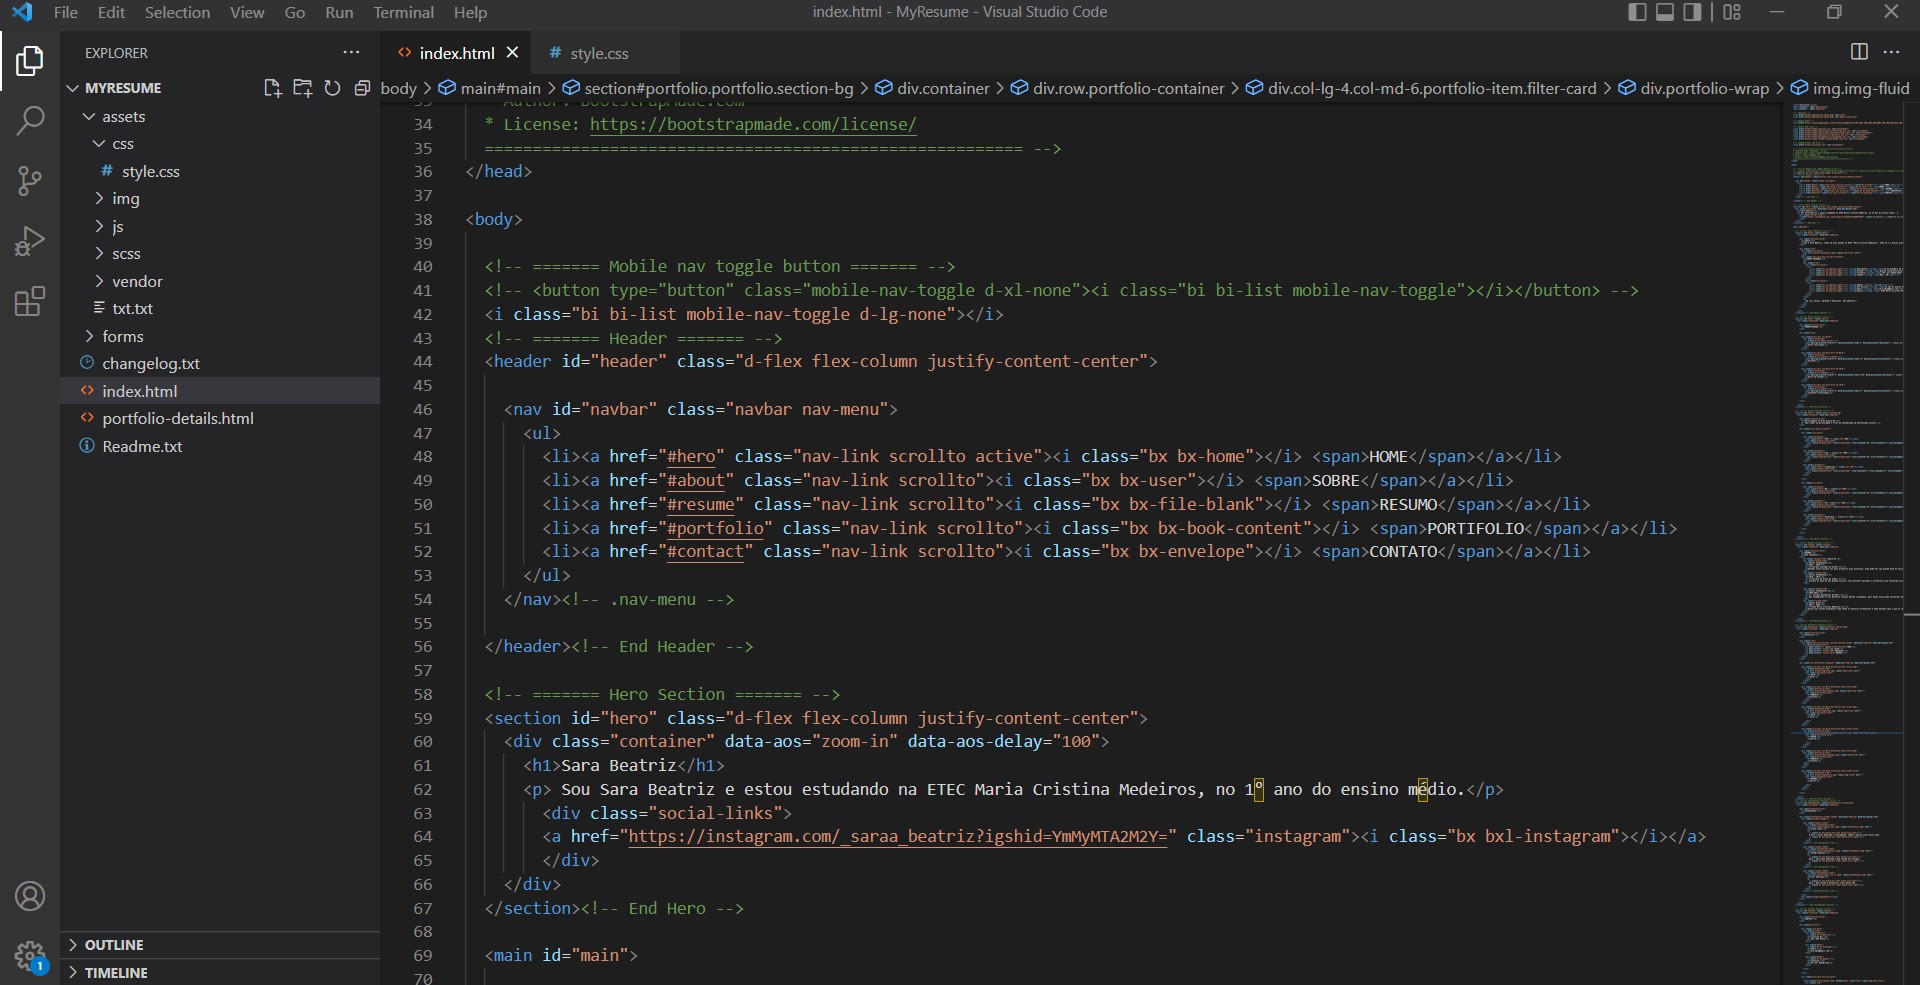 File Edit Selection View Go Run Terminal Help
index.html - MyResume - Visual Studio Code
EXPLORER
index.html
# style.css
MYRESUME
body > main#main > section#portfolio.portfolio.section-bg > div.container > div.row.portfolio-container > div.col-lg-4.col-md-6.portfolio-item.filter-card > div.portfolio-wrap > img.img-fluid
assets
css
# style.css
img
js
scss
vendor
txt.txt
forms
changelog.txt
index.html
portfolio-details.html
Readme.txt
OUTLINE
TIMELINE
1
33 Author: BootstrapMade.com
34 * License: https://bootstrapmade.com/license/
35 ======================================================== -->
36 </head>
37
38 <body>
39
40 <!-- ======= Mobile nav toggle button ======= -->
41 <!-- <button type="button" class="mobile-nav-toggle d-xl-none"><i class="bi bi-list mobile-nav-toggle"></i></button> -->
42 <i class="bi bi-list mobile-nav-toggle d-lg-none"></i>
43 <!-- ======= Header ======= -->
44 <header id="header" class="d-flex flex-column justify-content-center">
45
46 <nav id="navbar" class="navbar nav-menu">
47 <ul>
48 <li><a href="#hero" class="nav-link scrollto active"><i class="bx bx-home"></i> <span>HOME</span></a></li>
49 <li><a href="#about" class="nav-link scrollto"><i class="bx bx-user"></i> <span>SOBRE</span></a></li>
50 <li><a href="#resume" class="nav-link scrollto"><i class="bx bx-file-blank"></i> <span>RESUMO</span></a></li>
51 <li><a href="#portfolio" class="nav-link scrollto"><i class="bx bx-book-content"></i> <span>PORTIFOLIO</span></a></li>
52 <li><a href="#contact" class="nav-link scrollto"><i class="bx bx-envelope"></i> <span>CONTATO</span></a></li>
53 </ul>
54 </nav><!-- .nav-menu -->
55
56 </header><!-- End Header -->
57
58 <!-- ======= Hero Section ======= -->
59 <section id="hero" class="d-flex flex-column justify-content-center">
60 <div class="container" data-aos="zoom-in" data-aos-delay="100">
61 <h1>Sara Beatriz</h1>
62 <p> Sou Sara Beatriz e estou estudando na ETEC Maria Cristina Medeiros, no 1º ano do ensino médio.</p>
63 <div class="social-links">
64 <a href="https://instagram.com/_saraa_beatriz?igshid=YmMyMTA2M2Y=" class="instagram"><i class="bx bxl-instagram"></i></a>
65 </div>
66 </div>
67 </section><!-- End Hero -->
68
69 <main id="main">
70